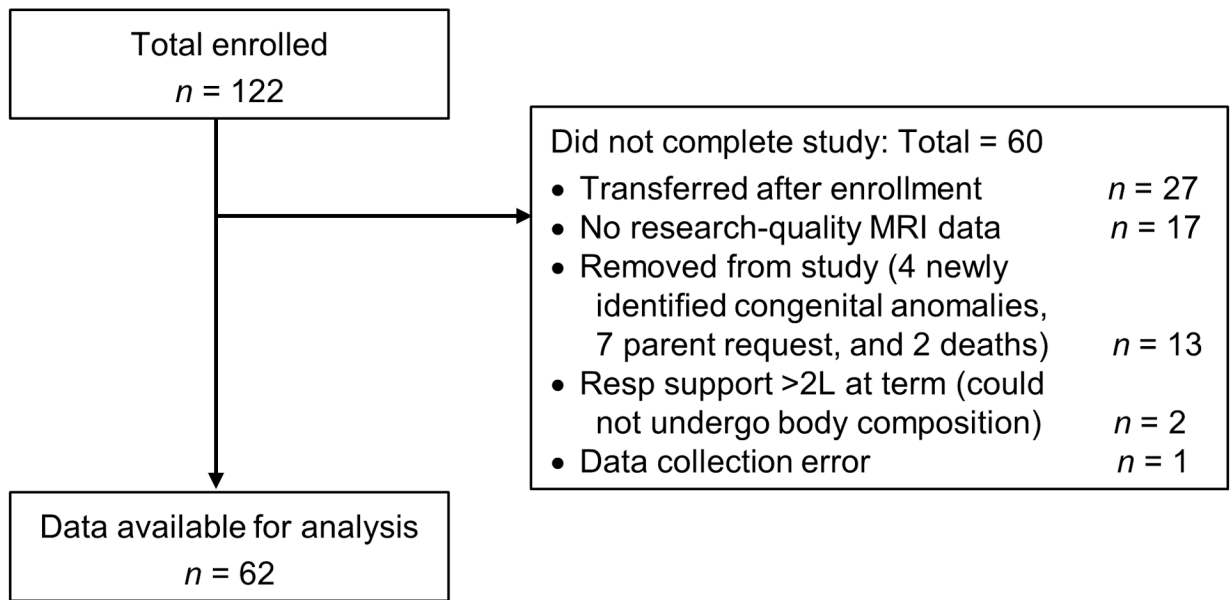 Total enrolled
n = 122
Did not complete study: Total = 60
• Transferred after enrollment n = 27
• No research-quality MRI data n = 17
• Removed from study (4 newly
identified congenital anomalies,
7 parent request, and 2 deaths) n = 13
• Resp support >2L at term (could
not undergo body composition) n = 2
• Data collection error n = 1
Data available for analysis
n = 62